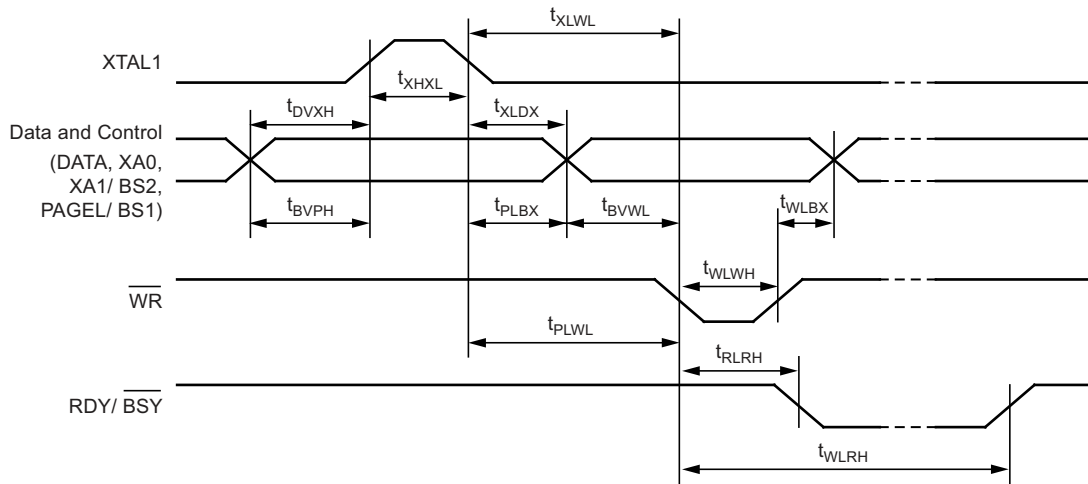 tXLWL
XTAL1
tXHXL
tDVXH
tXLDX
Data and Control
(DATA, XA0,
XA1/ BS2,
PAGEL/ BS1)
tBVPH
tPLBX
tBVWL
tWLBX
WR
tWLWH
tPLWL
tRLRH
RDY/ BSY
tWLRH